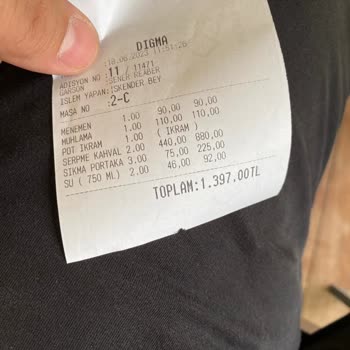 DIGMA
:18.06.2023 11:51:26
ADISYON NO :11 / 11471
GARSON :SENER REABER
ISLEM YAPAN:ISKENDER BEY
MASA NO :2-C
MENEMEN 1.00 90,00 90,00
MUHLAMA 1,00 110,00 110,00
POT IKRAM 1,00 ( IKRAM )
SERPME KAHVAL 2.00 440,00 880,00
SIKMA PORTAKA 3.00 75,00 225,00
SU ( 750 ML) 2.00 46,00 92,00
TOPLAM:1.397.00TL